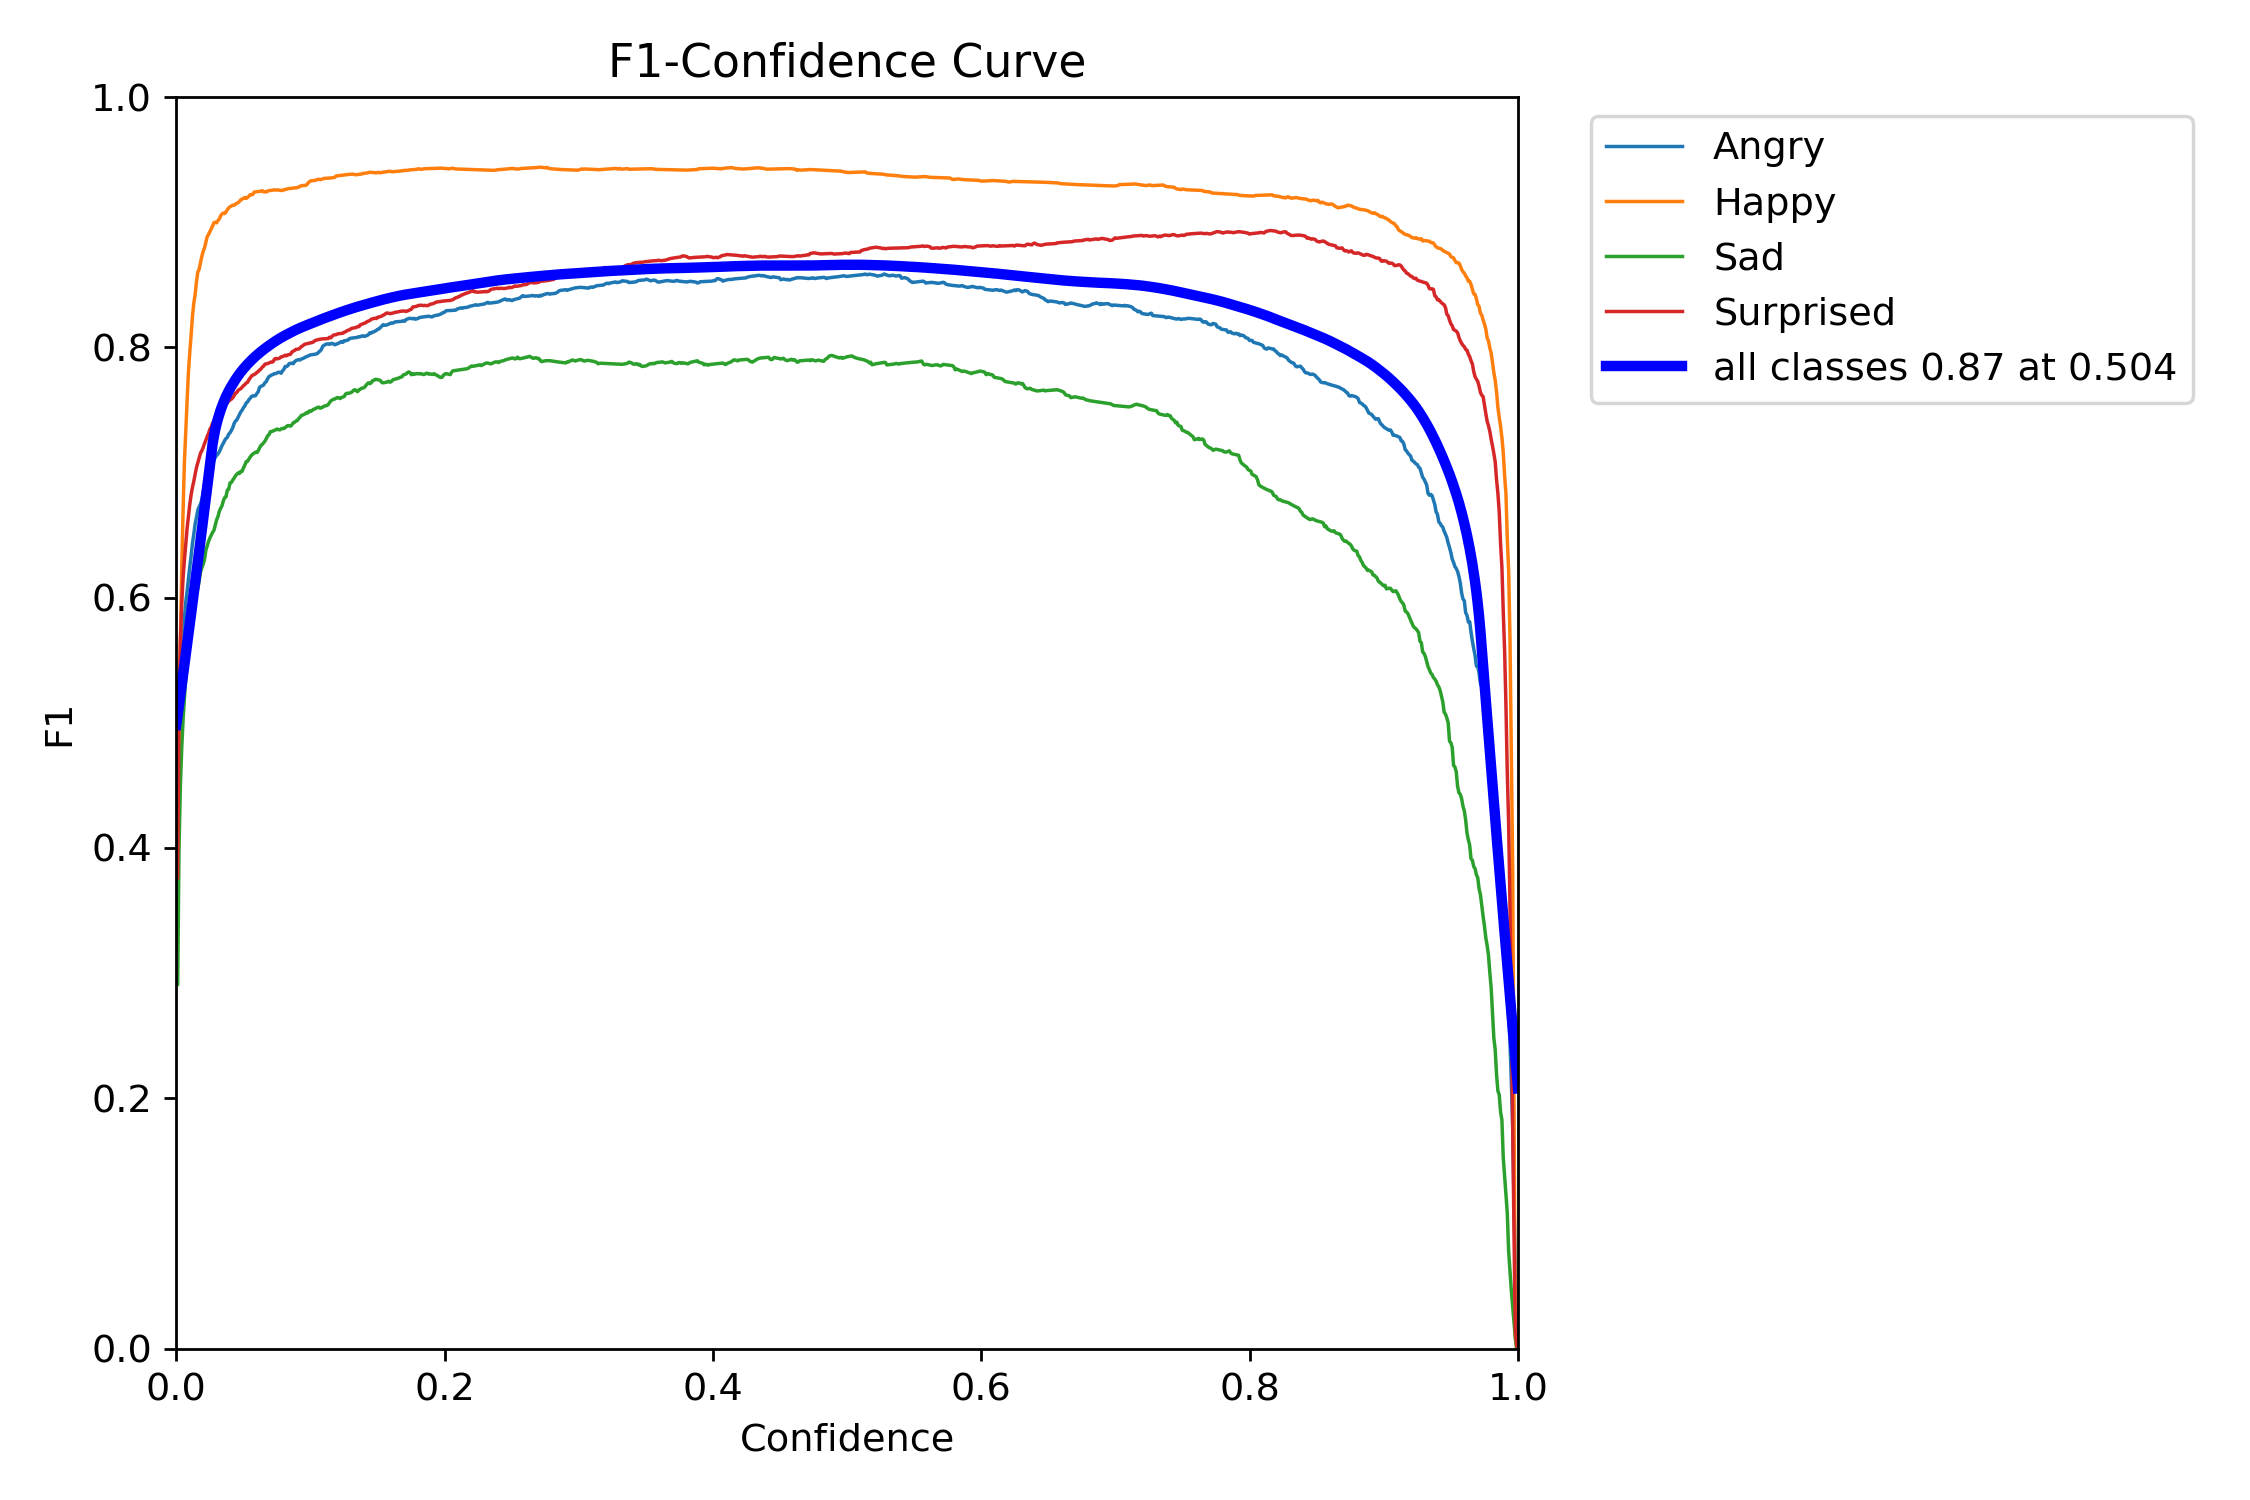 F1-Confidence Curve
1.0
0.8
0.6
0.4
0.2
0.0
F1
0.0 0.2 0.4 0.6 0.8 1.0
Confidence
Angry
Happy
Sad
Surprised
all classes 0.87 at 0.504